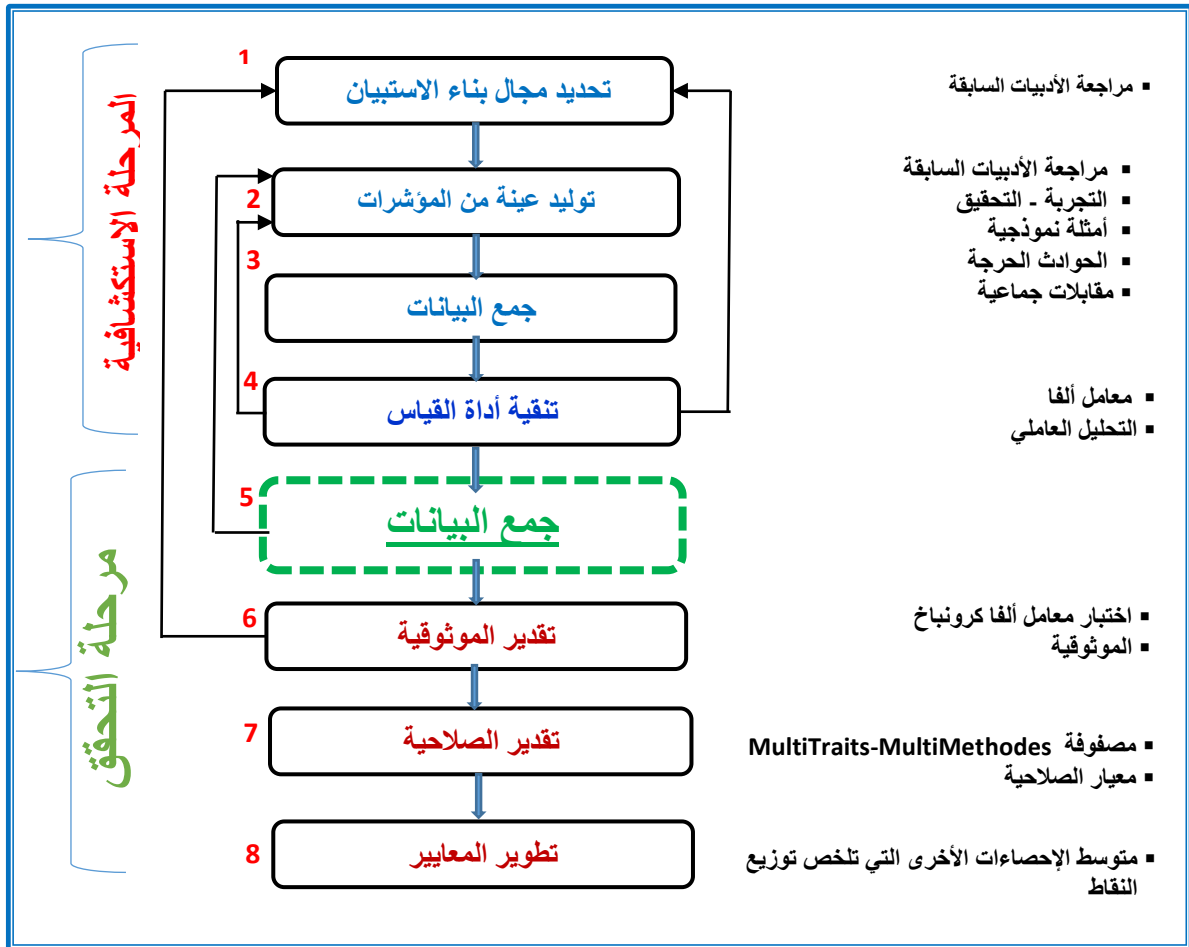 المرحلة الاستكشافية
1
تحديد مجال بناء الاستبيان
▪ مراجعة الأدبيات السابقة
2
توليد عينة من المؤشرات
▪ مراجعة الأدبيات السابقة
▪ التجربة - التحقيق
▪ أمثلة نموذجية
▪ الحوادث الحرجة
▪ مقابلات جماعية
3
جمع البيانات
4
تنقية أداة القياس
▪ معامل ألفا
▪ التحليل العاملي
مرحلة التحقق
5
جمع البيانات
6
تقدير الموثوقية
▪ اختبار معامل ألفا كرونباخ
▪ الموثوقية
7
تقدير الصلاحية
▪ مصفوفة MultiTraits-MultiMethodes
▪ معيار الصلاحية
8
تطوير المعايير
▪ متوسط الإحصاءات الأخرى التي تلخص توزيع
النقاط